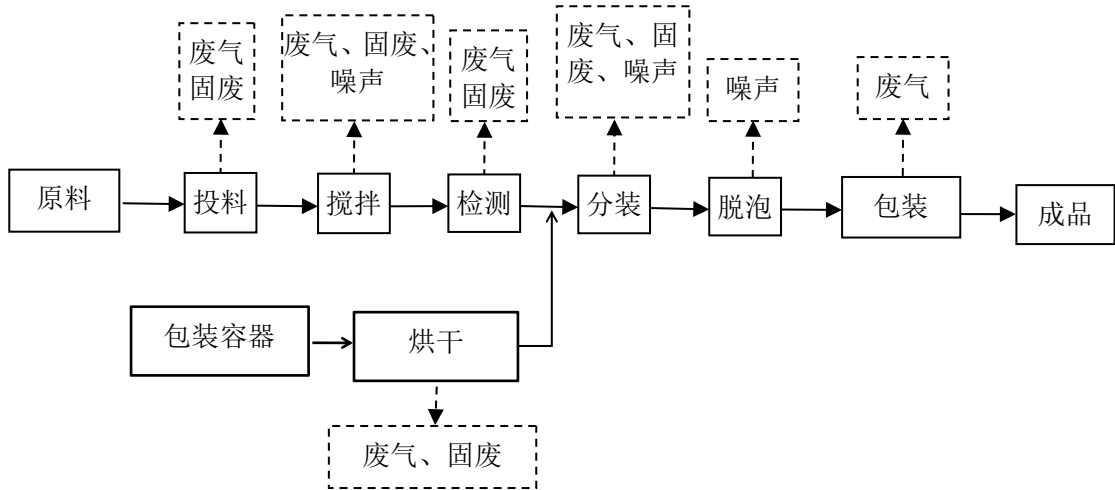 废气
固废
废气、固废、
噪声
废气
固废
废气、固
废、噪声
噪声
废气
原料
投料
搅拌
检测
分装
脱泡
包装
成品
包装容器
烘干
废气、固废